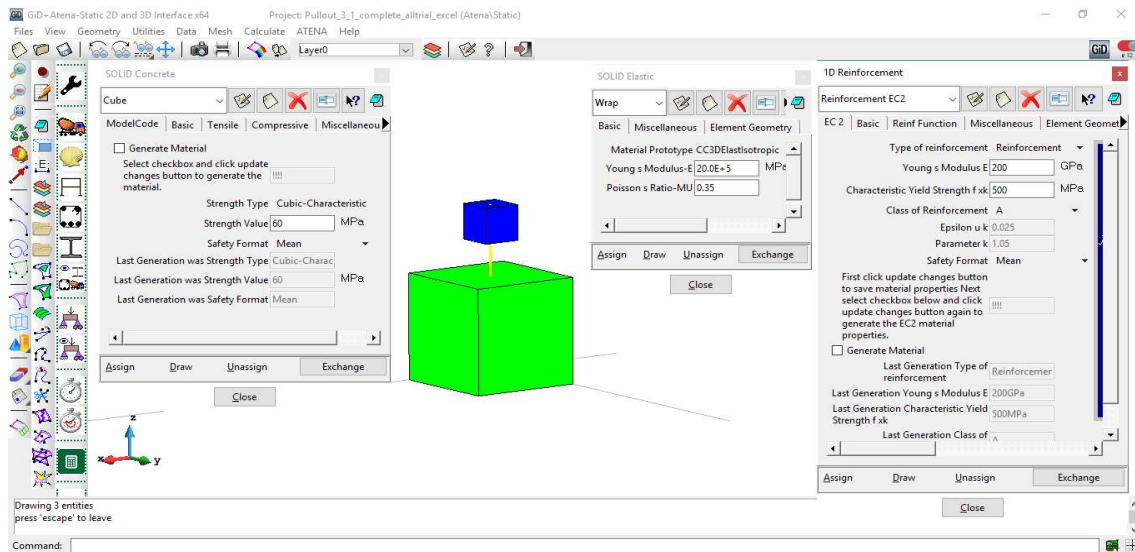 GiD+Atena-Static 2D and 3D Interface x64 Project: Pullout_3_1_complete_alltrial_excel (Atena\Static)
Files View Geometry Utilities Data Mesh Calculate ATENA Help
Layer0
GiD
SOLID Concrete
Cube
ModelCode Basic Tensile Compressive Miscellaneou
Generate Material
Select checkbox and click update
changes button to generate the
material.
!!!!
Strength Type Cubic-Characteristic
Strength Value 60 MPa
Safety Format Mean
Last Generation was Strength Type Cubic-Charac
Last Generation was Strength Value 60 MPa
Last Generation was Safety Format Mean
Assign Draw Unassign Exchange
Close
SOLID Elastic
Wrap
Basic Miscellaneous Element Geometry
Material Prototype CC3DElastIsotropic
Young s Modulus-E 20.0E+5 MPa
Poisson s Ratio-MU 0.35
Assign Draw Unassign Exchange
Close
1D Reinforcement
Reinforcement EC2
EC 2 Basic Reinf Function Miscellaneous Element Geomet
Type of reinforcement Reinforcement
Young s Modulus E 200 GPa
Characteristic Yield Strength f xk 500 MPa
Class of Reinforcement A
Epsilon u k 0.025
Parameter k 1.05
Safety Format Mean
First click update changes button
to save material properties Next
select checkbox below and click
update changes button again to
generate the EC2 material
properties.
!!!!
Generate Material
Last Generation Type of
reinforcement
Reinforcemer
Last Generation Young s Modulus E 200GPa
Last Generation Characteristic Yield
Strength f xk
500MPa
Last Generation Class of
Assign Draw Unassign Exchange
Close
z
x y
Drawing 3 entities
press 'escape' to leave
Command: